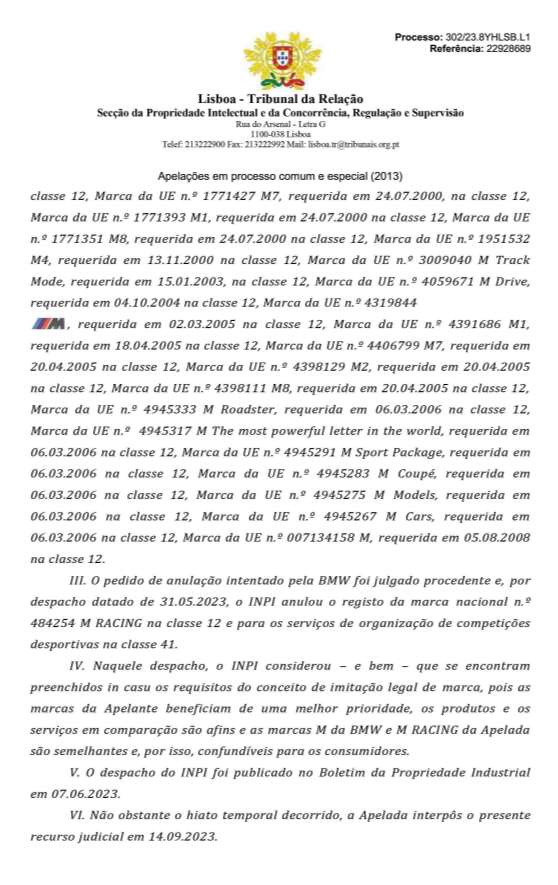 Processo: 302/23.8YHLSB.L1
Referência: 22928689
Lisboa - Tribunal da Relação
Secção da Propriedade Intelectual e da Concorrência, Regulação e Supervisão
Rua do Arsenal - Letra G
1100-038 Lisboa
Telef: 213222900 Fax: 213222992 Mail: lisboa.tr@tribunais.org.pt
Apelações em processo comum e especial (2013)
classe 12, Marca da UE n.º 1771427 M7, requerida em 24.07.2000, na classe 12,
Marca da UE n.º 1771393 M1, requerida em 24.07.2000 na classe 12, Marca da UE
n.º 1771351 M8, requerida em 24.07.2000 na classe 12, Marca da UE n.º 1951532
M4, requerida em 13.11.2000 na classe 12, Marca da UE n.º 3009040 M Track
Mode, requerida em 15.01.2003, na classe 12, Marca da UE n.º 4059671 M Drive,
requerida em 04.10.2004 na classe 12, Marca da UE n.º 4319844
M, requerida em 02.03.2005 na classe 12, Marca da UE n.º 4391686 M1,
requerida em 18.04.2005 na classe 12, Marca da UE n.º 4406799 M7, requerida em
20.04.2005 na classe 12, Marca da UE n.º 4398129 M2, requerida em 20.04.2005
na classe 12, Marca da UE n.º 4398111 M8, requerida em 20.04.2005 na classe 12,
Marca da UE n.º 4945333 M Roadster, requerida em 06.03.2006 na classe 12,
Marca da UE n.º 4945317 M The most powerful letter in the world, requerida em
06.03.2006 na classe 12, Marca da UE n.º 4945291 M Sport Package, requerida em
06.03.2006 na classe 12, Marca da UE n.º 4945283 M Coupé, requerida em
06.03.2006 na classe 12, Marca da UE n.º 4945275 M Models, requerida em
06.03.2006 na classe 12, Marca da UE n.º 4945267 M Cars, requerida em
06.03.2006 na classe 12, Marca da UE n.º 007134158 M, requerida em 05.08.2008
na classe 12.
III. O pedido de anulação intentado pela BMW foi julgado procedente e, por
despacho datado de 31.05.2023, o INPI anulou o registo da marca nacional n.º
484254 M RACING na classe 12 e para os serviços de organização de competições
desportivas na classe 41.
IV. Naquele despacho, o INPI considerou – e bem – que se encontram
preenchidos in casu os requisitos do conceito de imitação legal de marca, pois as
marcas da Apelante beneficiam de uma melhor prioridade, os produtos e os
serviços em comparação são afins e as marcas M da BMW e M RACING da Apelada
são semelhantes e, por isso, confundíveis para os consumidores.
V. O despacho do INPI foi publicado no Boletim da Propriedade Industrial
em 07.06.2023.
VI. Não obstante o hiato temporal decorrido, a Apelada interpôs o presente
recurso judicial em 14.09.2023.